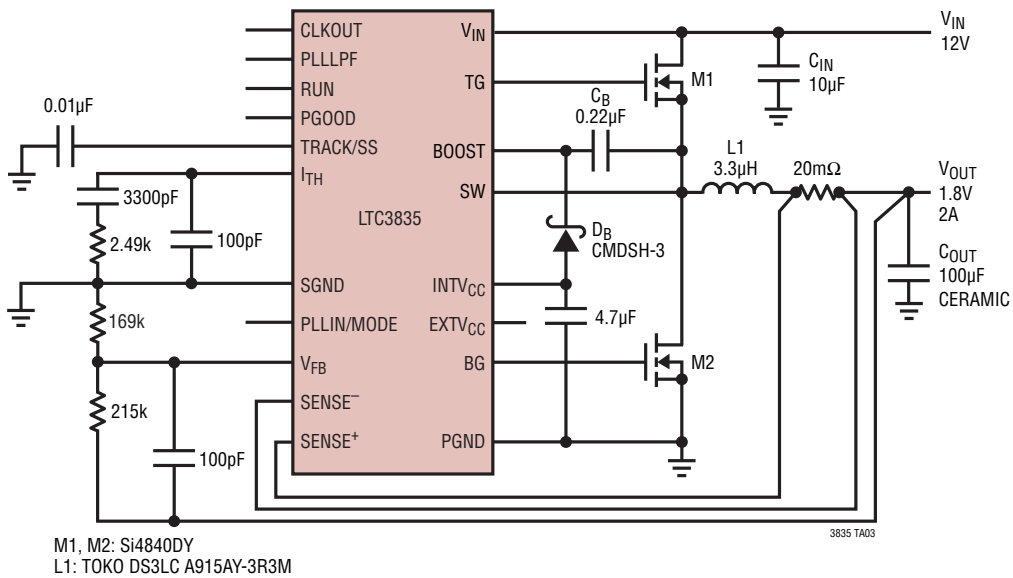 CLKOUT
PLLLPF
RUN
PGOOD
TRACK/SS
ITH
SGND
PLLIN/MODE
VFB
SENSE–
SENSE+
LTC3835
VIN
TG
BOOST
SW
INTVCC
EXTVCC
BG
PGND
0.01µF
3300pF
2.49k
100pF
169k
215k
100pF
M1
CB
0.22µF
DB
CMDSH-3
4.7µF
M2
VIN
12V
CIN
10µF
L1
3.3µH
20mΩ
VOUT
1.8V
2A
COUT
100µF
CERAMIC
3835 TA03
M1, M2: Si4840DY
L1: TOKO DS3LC A915AY-3R3M